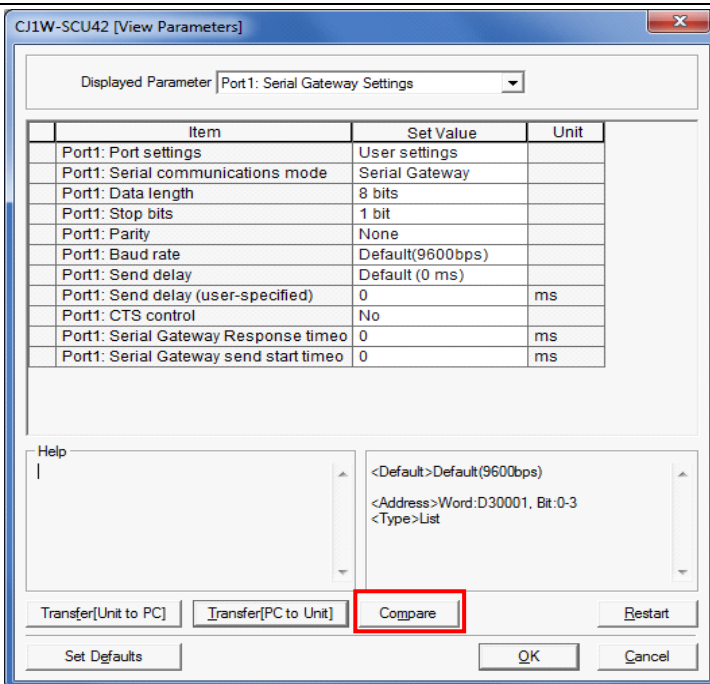 CJ1W-SCU42 [View Parameters]
Displayed Parameter Port1: Serial Gateway Settings
Item Set Value Unit
Port1: Port settings User settings
Port1: Serial communications mode Serial Gateway
Port1: Data length 8 bits
Port1: Stop bits 1 bit
Port1: Parity None
Port1: Baud rate Default(9600bps)
Port1: Send delay Default (0 ms)
Port1: Send delay (user-specified) 0 ms
Port1: CTS control No
Port1: Serial Gateway Response timeo 0 ms
Port1: Serial Gateway send start timeo 0 ms
Help
<Default>Default(9600bps)
<Address>Word:D30001, Bit:0-3
<Type>List
Transfer[Unit to PC] Transfer[PC to Unit] Compare Restart
Set Defaults OK Cancel